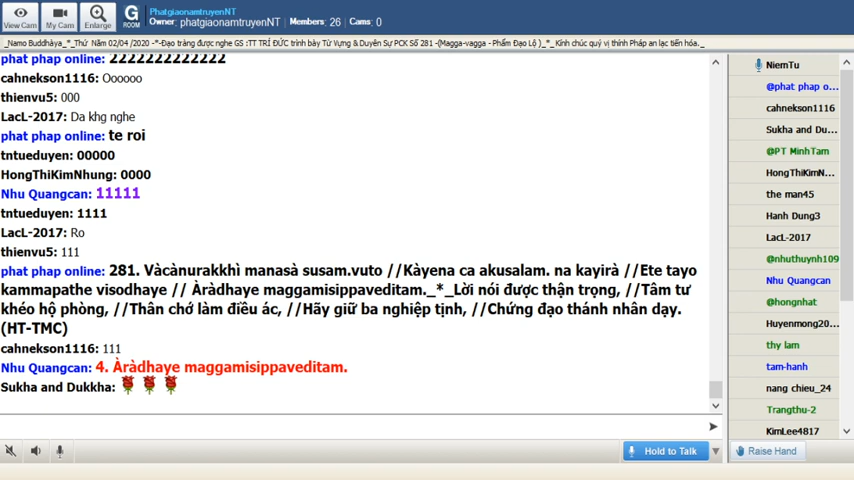 PhatgiaonamtruyenNT
Owner: phatgiaonamtruyenNT | Members: 26 | Cams: 0
View Cam
My Cam
Enlarge
G
ROOM
_Namo Buddhàya_*_Thứ Năm 02/04 /2020 -*-Đạo tràng được nghe GS :TT TRÍ ĐỨC trình bày Từ Vựng & Duyên Sự PCK Số 281 -(Magga-vagga - Phẩm Đạo Lộ )_*_ Kính chúc quý vị thính Pháp an lạc tiến hóa._
phat phap online: 2222222222222
cahnekson1116: Oooooo
thienvu5: 000
LacL-2017: Da khg nghe
phat phap online: te roi
tntueduyen: 00000
HongThiKimNhung: 0000
Nhu Quangcan: 11111
tntueduyen: 1111
LacL-2017: Ro
thienvu5: 111
phat phap online: 281. Vàcànurakkhì manasà susam.vuto //Kàyena ca akusalam. na kayirà //Ete tayo
kammapathe visodhaye // Àràdhaye maggamisippaveditam._*_Lời nói được thận trọng, //Tâm tư
khéo hộ phòng, //Thân chớ làm điều ác, //Hãy giữ ba nghiệp tịnh, //Chứng đạo thánh nhân dạy.
(HT-TMC)
cahnekson1116: 111
Nhu Quangcan: 4. Àràdhaye maggamisippaveditam.
Sukha and Dukkha:
Hold to Talk
NiemTu
@phat phap o...
cahnekson1116
Sukha and Du...
@PT MinhTam
HongThiKimN...
the man45
Hanh Dung3
LacL-2017
@nhuthuynh109
Nhu Quangcan
@hongnhat
Huyenmong20...
thy lam
tam-hanh
nang chieu_24
Trangthu-2
KimLee4817
Raise Hand